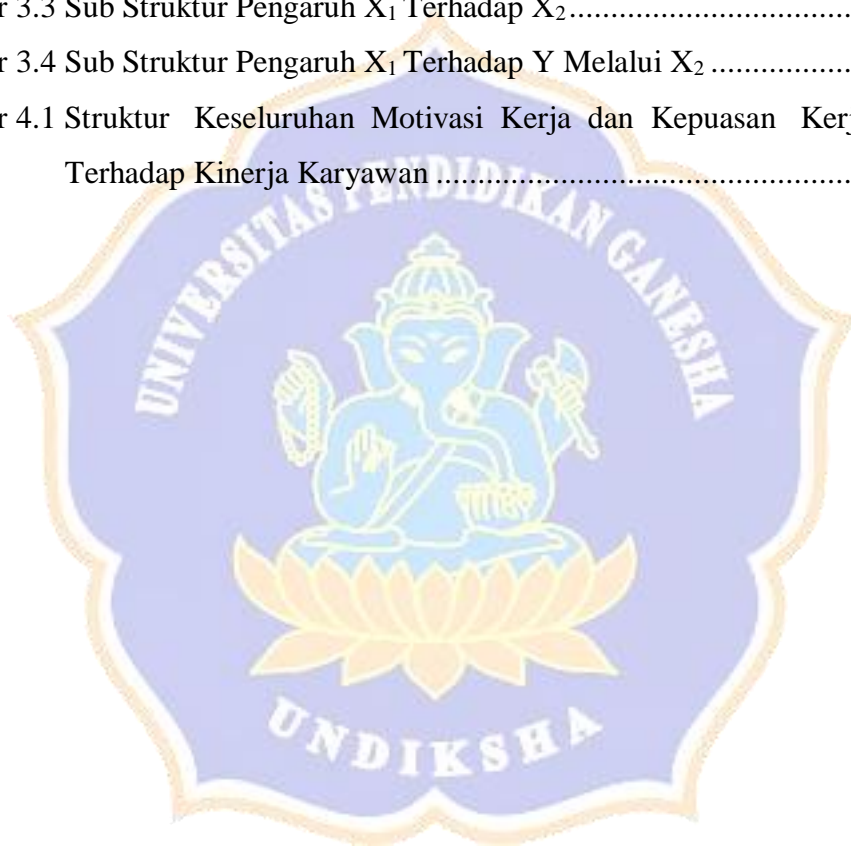 r 3.3 Sub Struktur Pengaruh X₁ Terhadap X₂...................................
r 3.4 Sub Struktur Pengaruh X₁ Terhadap Y Melalui X₂ ..................
r 4.1 Struktur Keseluruhan Motivasi Kerja dan Kepuasan Kerj
Terhadap Kinerja Karyawan .....................................................
UNIVERSITAS PENDIDIKAN GANESHA
UNDIKSHA